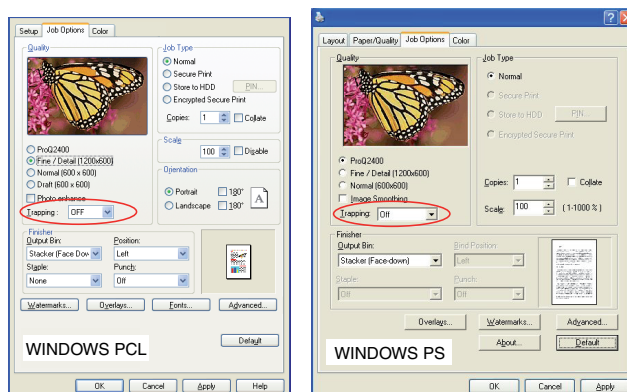 Setup Job Options Color
Quality
ProQ2400
Fine / Detail (1200x600)
Normal (600 x 600)
Draft (600 x 600)
Photo enhance
Trapping: OFF
Job Type
Normal
Secure Print
Store to HDD PIN...
Encrypted Secure Print
Copies: 1 Collate
Scale
100 Disable
Orientation
Portrait 180°
Landscape 180°
A
Finisher
Output Bin: Position:
Stacker (Face Dow Left
Staple: Punch:
None Off
Watermarks... Overlays... Fonts... Advanced...
Default
WINDOWS PCL
OK Cancel Apply Help
Layout Paper/Quality Job Options Color
Quality
ProQ2400
Fine / Detail (1200x600)
Normal (600x600)
Image Smoothing
Trapping: Off
Job Type
Normal
Secure Print
Store to HDD PIN...
Encrypted Secure Print
Copies: 1 Collate
Scale: 100 (1-1000 %)
Finisher
Output Bin: Bind Position:
Stacker (Face-down) Left
Staple: Punch:
Off Off
Overlays... Watermarks... Advanced...
About... Default
WINDOWS PS
OK Cancel Apply